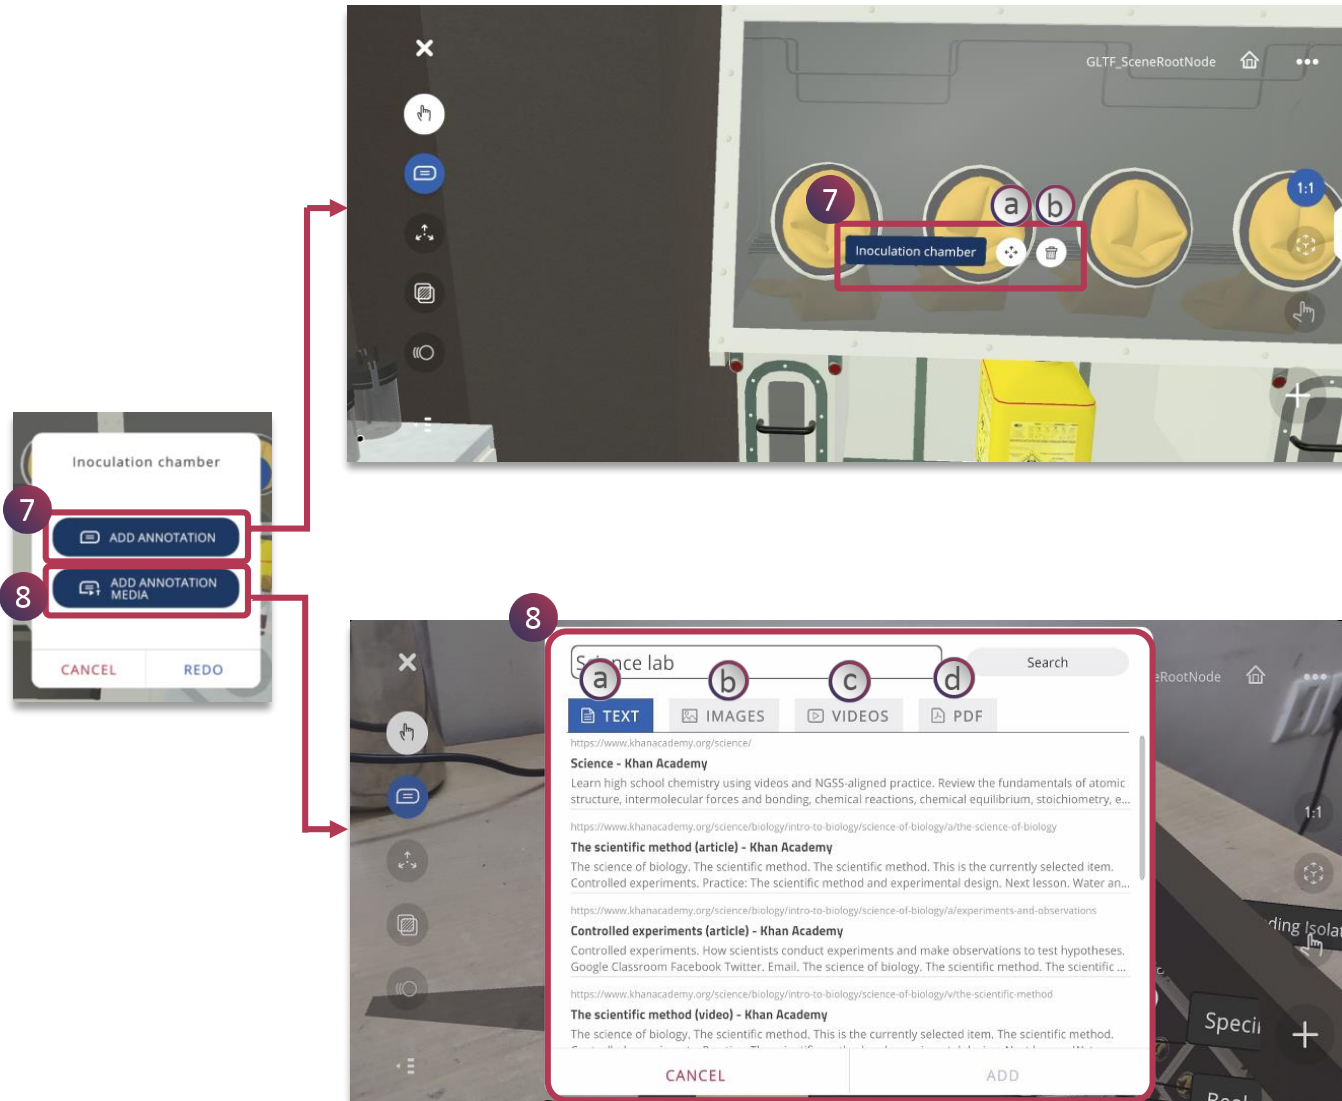 GLTF_SceneRootNode
1:1
7
a
b
Inoculation chamber
Inoculation chamber
7
ADD ANNOTATION
8
ADD ANNOTATION
MEDIA
CANCEL
REDO
8
Science lab
Search
eRootNode
a
b
c
d
TEXT
IMAGES
VIDEOS
PDF
https://www.khanacademy.org/science/
Science - Khan Academy
Learn high school chemistry using videos and NGSS-aligned practice. Review the fundamentals of atomic
structure, intermolecular forces and bonding, chemical reactions, chemical equilibrium, stoichiometry, e...
https://www.khanacademy.org/science/biology/intro-to-biology/science-of-biology/a/the-science-of-biology
The scientific method (article) - Khan Academy
The science of biology. The scientific method. The scientific method. This is the currently selected item.
Controlled experiments. Practice: The scientific method and experimental design. Next lesson. Water an...
https://www.khanacademy.org/science/biology/intro-to-biology/science-of-biology/a/experiments-and-observations
Controlled experiments (article) - Khan Academy
Controlled experiments. How scientists conduct experiments and make observations to test hypotheses.
Google Classroom Facebook Twitter. Email. The science of biology. The scientific method. The scientific ...
https://www.khanacademy.org/science/biology/intro-to-biology/science-of-biology/v/the-scientific-method
The scientific method (video) - Khan Academy
The science of biology. The scientific method. This is the currently selected item. The scientific method.
CANCEL
ADD
1:1
ding Isolat
Speci